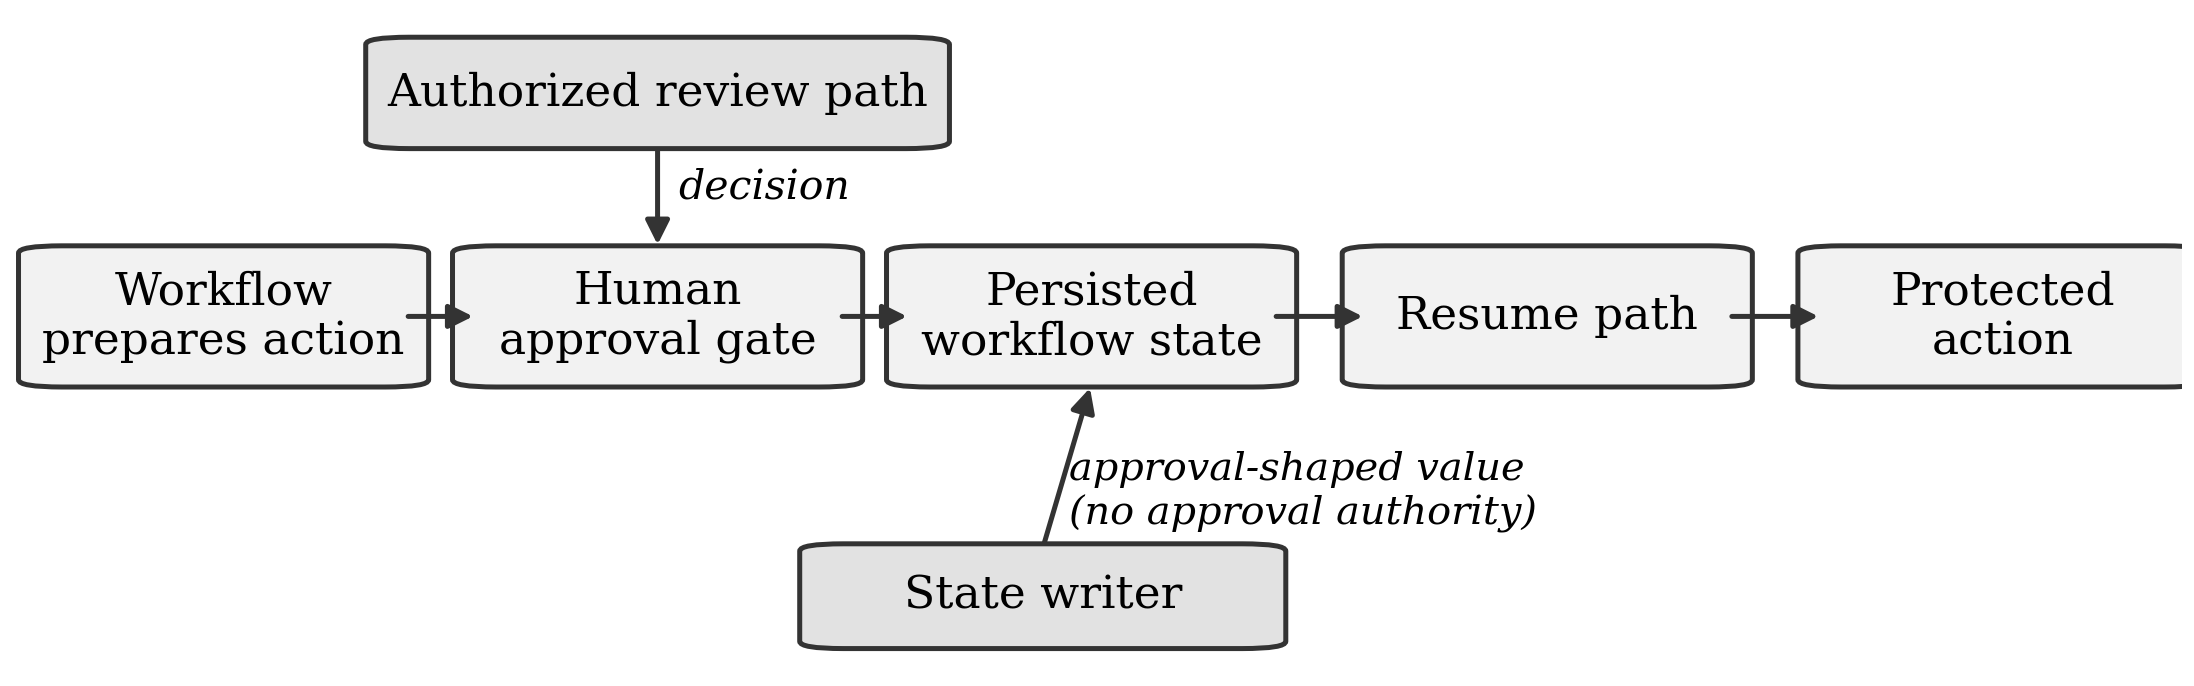 Authorized review path
decision
Workflow
prepares action
Human
approval gate
Persisted
workflow state
Resume path
Protected
action
approval-shaped value
(no approval authority)
State writer